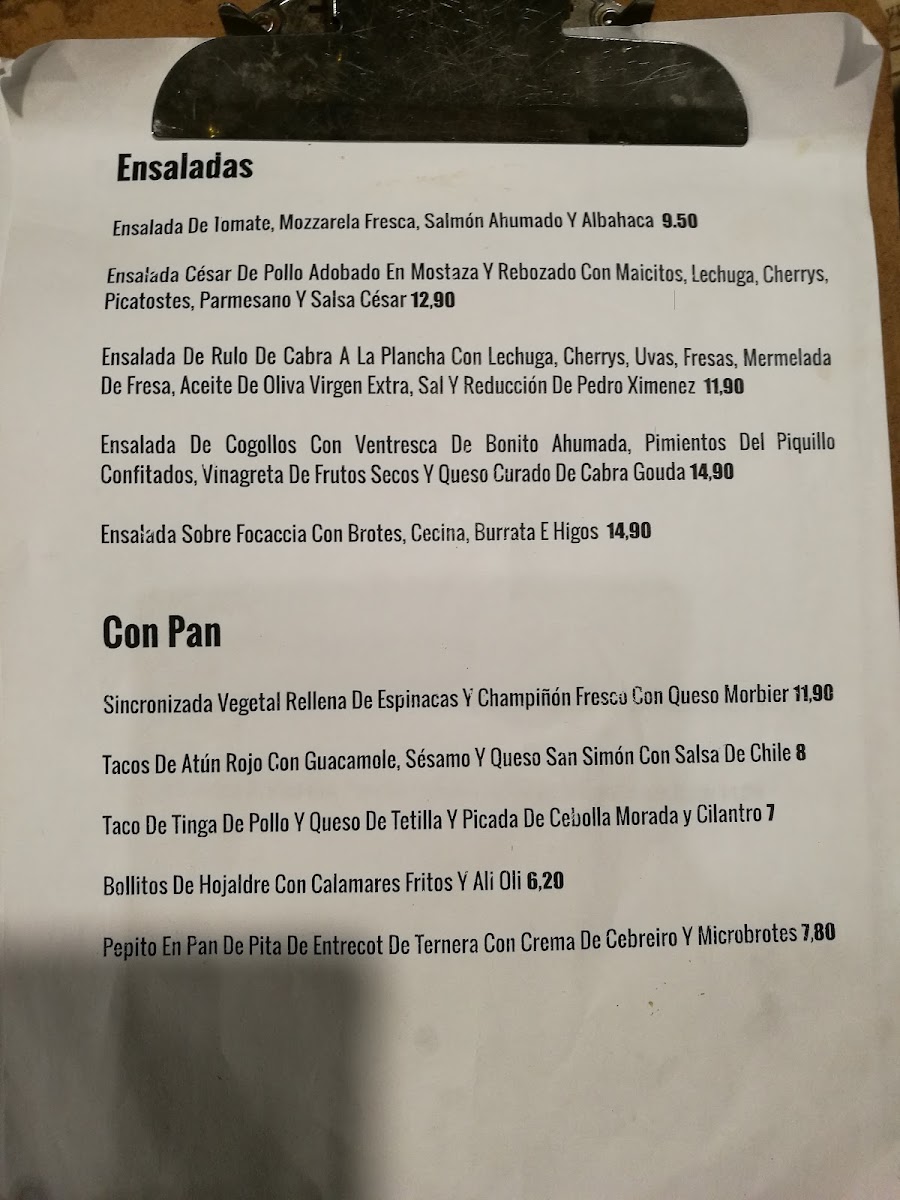 Ensaladas
Ensalada De Tomate, Mozzarela Fresca, Salmón Ahumado Y Albahaca 9.50
Ensalada César De Pollo Adobado En Mostaza Y Rebozado Con Maicitos, Lechuga, Cherrys,
Picatostes, Parmesano Y Salsa César 12,90
Ensalada De Rulo De Cabra A La Plancha Con Lechuga, Cherrys, Uvas, Fresas, Mermelada
De Fresa, Aceite De Oliva Virgen Extra, Sal Y Reducción De Pedro Ximenez 11,90
Ensalada De Cogollos Con Ventresca De Bonito Ahumada, Pimientos Del Piquillo
Confitados, Vinagreta De Frutos Secos Y Queso Curado De Cabra Gouda 14,90
Ensalada Sobre Focaccia Con Brotes, Cecina, Burrata E Higos 14,90
Con Pan
Sincronizada Vegetal Rellena De Espinacas Y Champiñón Fresco Con Queso Morbier 11,90
Tacos De Atún Rojo Con Guacamole, Sésamo Y Queso San Simón Con Salsa De Chile 8
Taco De Tinga De Pollo Y Queso De Tetilla Y Picada De Cebolla Morada y Cilantro 7
Bollitos De Hojaldre Con Calamares Fritos Y Ali Oli 6,20
Pepito En Pan De Pita De Entrecot De Ternera Con Crema De Cebreiro Y Microbrotes 7,80